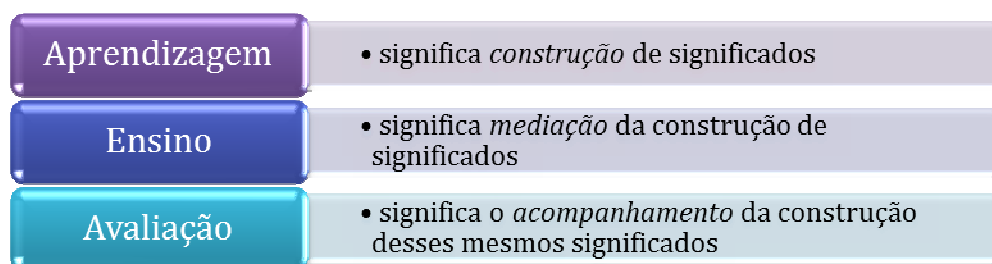 Aprendizagem
• significa construção de significados
Ensino
• significa mediação da construção de
significados
Avaliação
• significa o acompanhamento da construção
desses mesmos significados